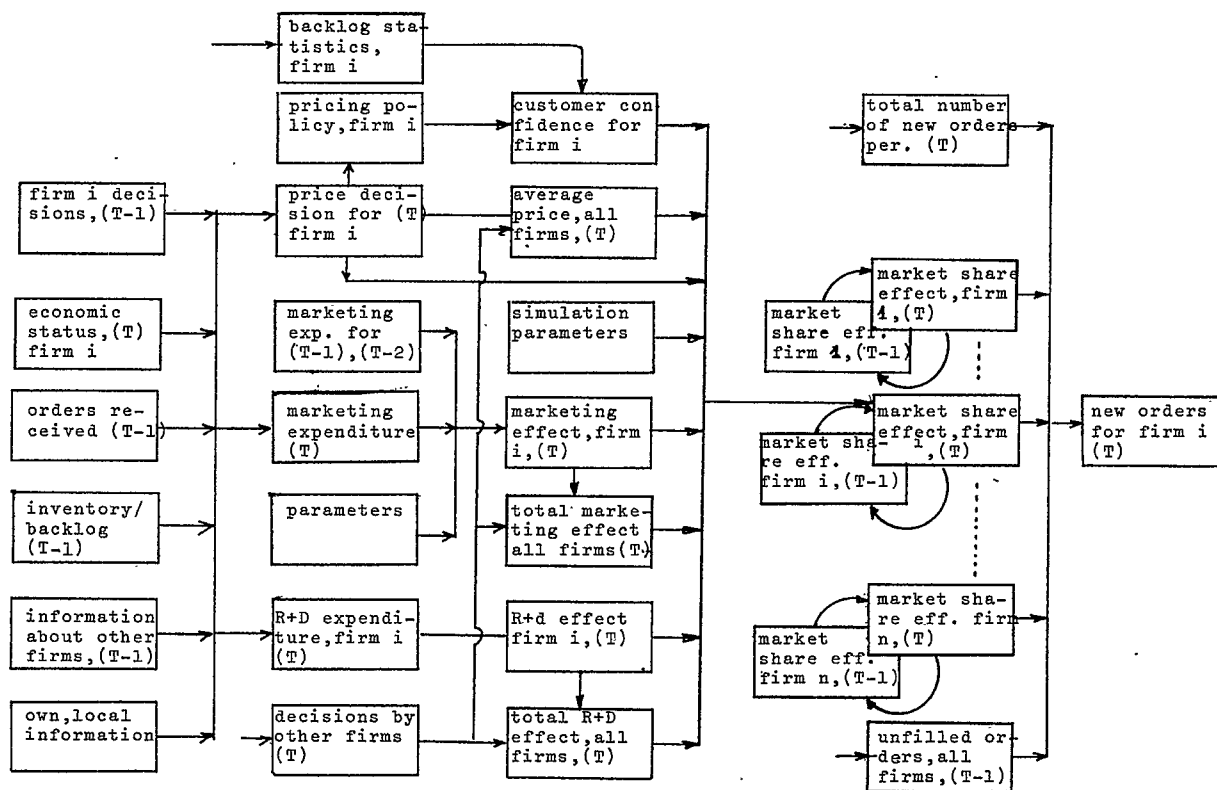 backlog sta-
tistics,
firm i
pricing po-
licy,firm i
customer con
fidence for
firm i
total number
of new orders
per. (T)
firm i deci-
sions,(T-1)
price deci-
sion for (T
firm i
average
price,all
firms,(T)
economic
status,(T)
firm i
marketing
exp. for
(T-1),(T-2)
simulation
parameters
market share
effect,firm
1,(T)
market
share eff.
firm 1,(T-1)
orders re-
ceived (T-1)
marketing
expenditure
(T)
marketing
effect,firm
i,(T)
market share
effect,firm
i,(T)
market sha-
re eff.
firm i,(T-1)
new orders
for firm i
(T)
inventory/
backlog
(T-1)
parameters
total marke-
ting effect
all firms(T)
information
about other
firms,(T-1)
R+D expendi-
ture,firm i
(T)
R+d effect
firm i,(T)
market sha-
re eff. firm
n,(T)
market
share eff.
firm n,(T-1)
own,local
information
decisions by
other firms
(T)
total R+D
effect,all
firms,(T)
unfilled or-
ders,all
firms,(T-1)